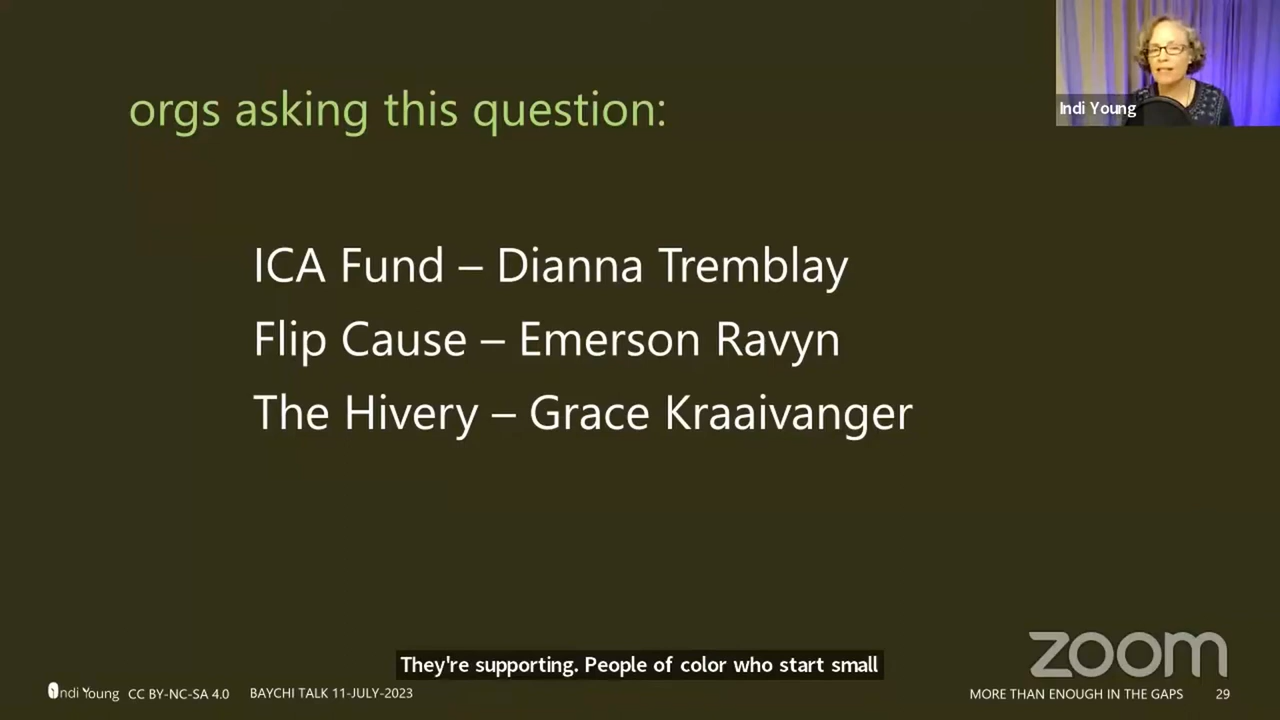 orgs asking this question:
Indi Young
ICA Fund – Dianna Tremblay
Flip Cause – Emerson Ravyn
The Hivery – Grace Kraaivanger
zoom
They're supporting. People of color who start small
Indi Young CC BY-NC-SA 4.0 BAYCHI TALK 11-JULY-2023 MORE THAN ENOUGH IN THE GAPS 29